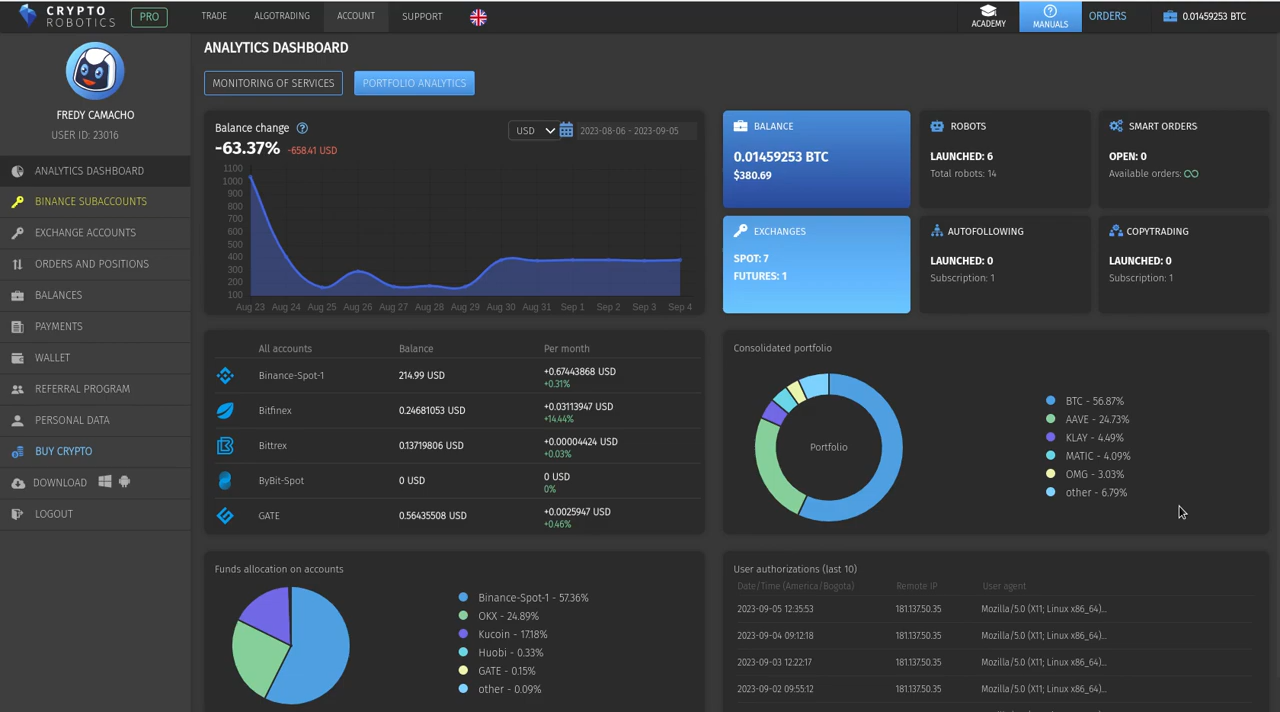 CRYPTO ROBOTICS PRO TRADE ALGOTRADING ACCOUNT SUPPORT ACADEMY MANUALS ORDERS 0.01459253 BTC
FREDY CAMACHO
USER ID: 23016
ANALYTICS DASHBOARD
BINANCE SUBACCOUNTS
EXCHANGE ACCOUNTS
ORDERS AND POSITIONS
BALANCES
PAYMENTS
WALLET
REFERRAL PROGRAM
PERSONAL DATA
BUY CRYPTO
DOWNLOAD
LOGOUT
ANALYTICS DASHBOARD
MONITORING OF SERVICES PORTFOLIO ANALYTICS
Balance change ? USD 2023-08-06 - 2023-09-05
-63.37% -658.41 USD
1100
1000
900
800
700
600
500
400
300
200
100
Aug 23 Aug 24 Aug 25 Aug 26 Aug 27 Aug 28 Aug 29 Aug 30 Aug 31 Sep 1 Sep 2 Sep 3 Sep 4
BALANCE
0.01459253 BTC
$380.69
ROBOTS
LAUNCHED: 6
Total robots: 14
SMART ORDERS
OPEN: 0
Available orders: ∞
EXCHANGES
SPOT: 7
FUTURES: 1
AUTOFOLLOWING
LAUNCHED: 0
Subscription: 1
COPYTRADING
LAUNCHED: 0
Subscription: 1
All accounts Balance Per month
Binance-Spot-1 214.99 USD +0.67443868 USD
+0.31%
Bitfinex 0.24681053 USD +0.03113947 USD
+14.44%
Bittrex 0.13719806 USD +0.00004424 USD
+0.03%
ByBit-Spot 0 USD 0 USD
0%
GATE 0.56435508 USD +0.0025947 USD
+0.46%
Consolidated portfolio
Portfolio
BTC - 56.87%
AAVE - 24.73%
KLAY - 4.49%
MATIC - 4.09%
OMG - 3.03%
other - 6.79%
Funds allocation on accounts
Binance-Spot-1 - 57.36%
OKX - 24.89%
Kucoin - 17.18%
Huobi - 0.33%
GATE - 0.15%
other - 0.09%
User authorizations (last 10)
Date/Time (America/Bogota) Remote IP User agent
2023-09-05 12:35:53 181.137.50.35 Mozilla/5.0 (X11; Linux x86_64)...
2023-09-04 09:12:18 181.137.50.35 Mozilla/5.0 (X11; Linux x86_64)...
2023-09-03 12:22:17 181.137.50.35 Mozilla/5.0 (X11; Linux x86_64)...
2023-09-02 09:55:12 181.137.50.35 Mozilla/5.0 (X11; Linux x86_64)...